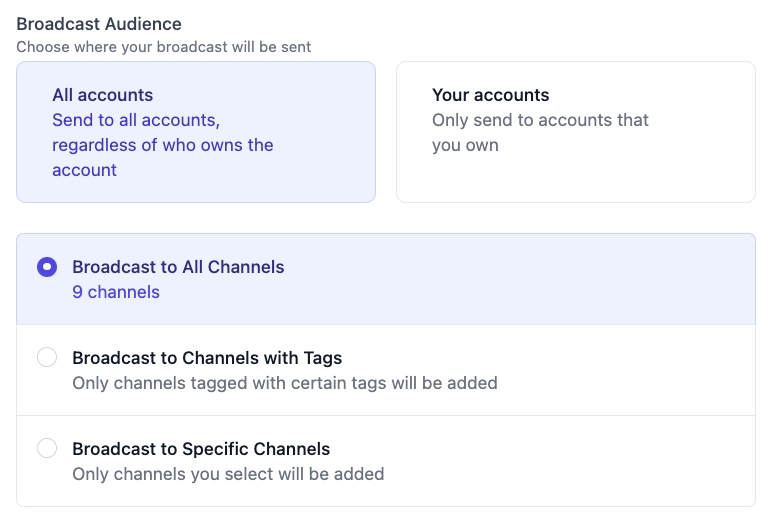 Broadcast Audience
Choose where your broadcast will be sent
All accounts
Send to all accounts,
regardless of who owns the
account
Your accounts
Only send to accounts that
you own
Broadcast to All Channels
9 channels
Broadcast to Channels with Tags
Only channels tagged with certain tags will be added
Broadcast to Specific Channels
Only channels you select will be added